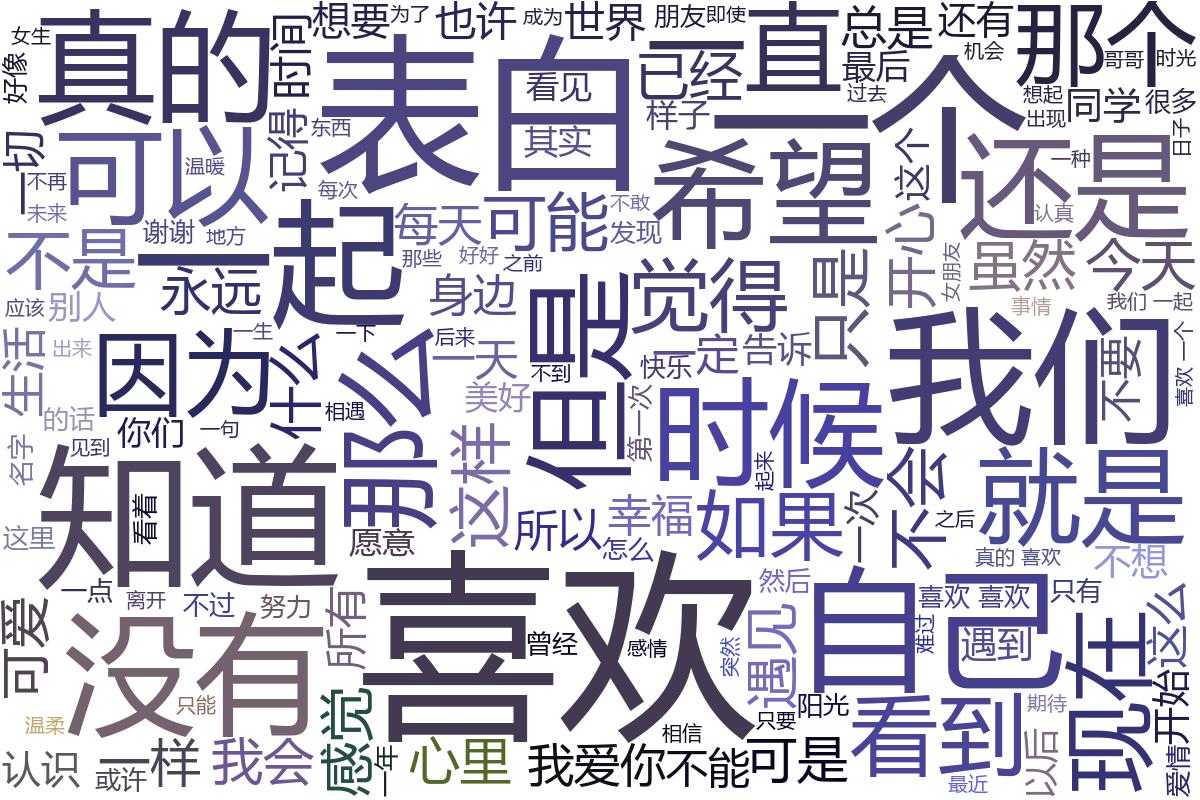 女生
真的
好像
时间
想要
为了
也许
成为
世界
朋友
即使
一直
总是
还有
机会
那个
哥哥
时光
表白
看见
已经
最后
过去
样子
一个
想起
出现
同学
很多
日子
一切
可以
温暖
记得
东西
其实
希望
这个
还是
一种
不再
未来
每次
不敢
认真
谢谢
地方
一起
每天
可能
发现
开心
不是
永远
那些
好好
之前
觉得
只是
女朋友
虽然
今天
应该
别人
身边
但是
事情
我们 一起
生活
出来
因为
一生
什么
一下
那么
后来
一天
不到
快乐
一定
告诉
我们
不要
喜欢 一个
的话
你们
一句
相遇
美好
第一次
时候
见到
名字
知道
看着
这样
起来
不会
就是
这里
愿意
所以
幸福
怎么
如果
一次
之后
真的 喜欢
不想
一点
离开
不过
努力
喜欢
然后
自己
喜欢 喜欢
只有
可爱
没有
所有
曾经
感情
突然
遇见
难过
遇到
现在
这么
只能
温柔
感觉
相信
只要
阳光
看到
期待
开始
认识
或许
一样
我会
一年
心里
我爱你
不能
可是
最近
以后
爱情